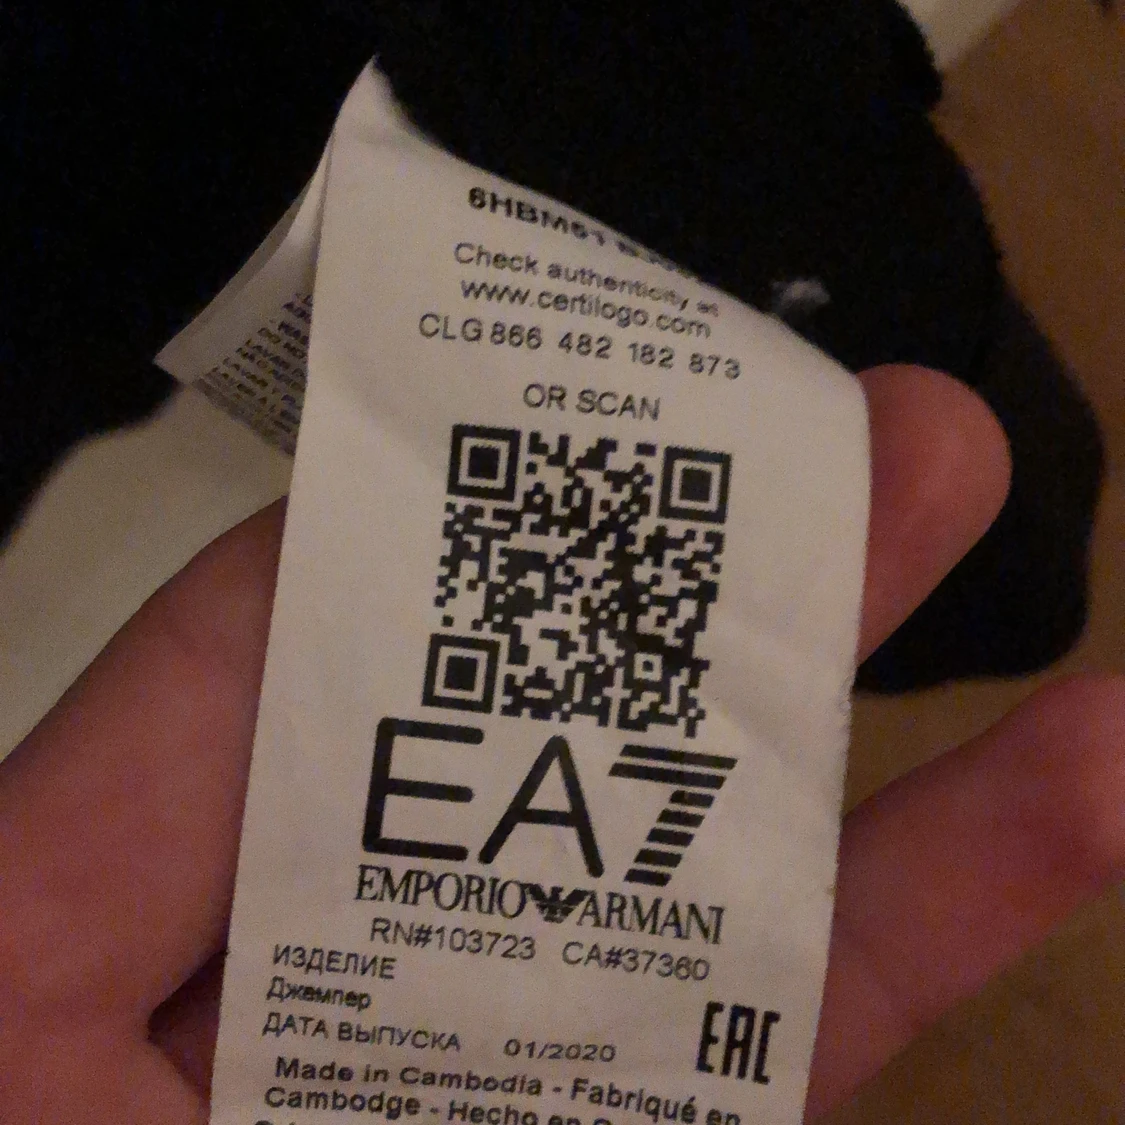 6HBM61
Check authenticity at
www.certilogo.com
CLG 866 482 182 873
OR SCAN
EA7
EMPORIO ARMANI
RN#103723 CA#37360
ИЗДЕЛИЕ
Джемпер
ДАТА ВЫПУСКА 01/2020
EAC
Made in Cambodia - Fabriqué en
Cambodge - Hecho en